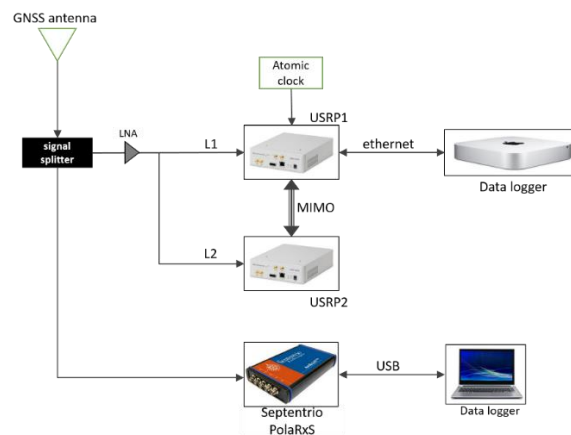 GNSS antenna
Atomic
clock
USRP1
LNA
signal
splitter
L1
ethernet
Data logger
MIMO
L2
USRP2
USB
Septentrio
PolaRxS
Data logger